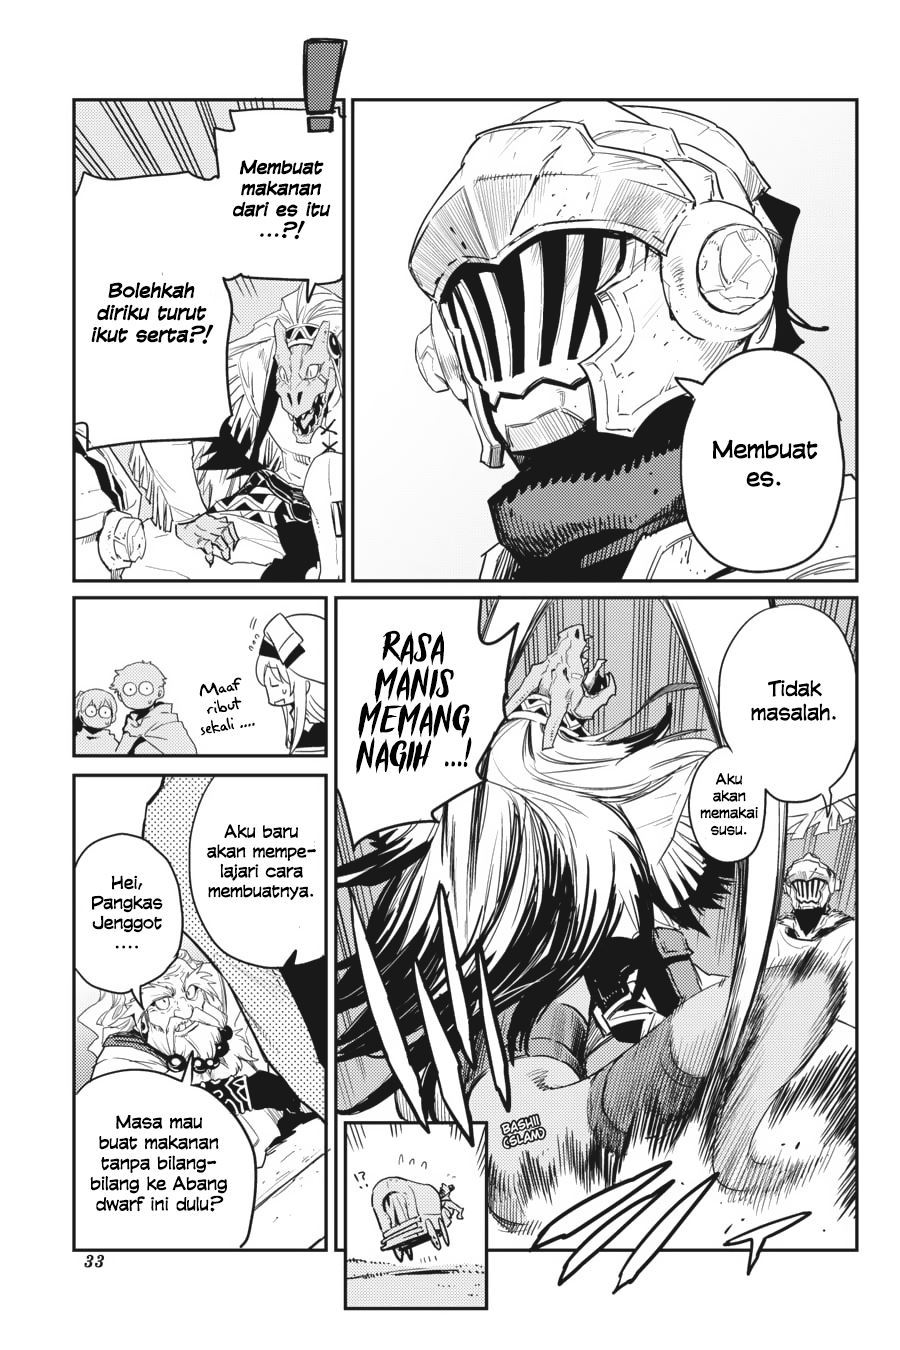 Membuat
es.
Membuat
makanan
dari es itu
...?!
Bolehkah
diriku turut
ikut serta?!
Tidak
masalah.
Aku
akan
memakai
susu.
RASA
MANIS
MEMANG
NAGIH ...!
BASH!!
(SLAM)
!?
Maaf
ribut
sekali ....
Aku baru
akan mempe-
lajari cara
membuatnya.
Hei,
Pangkas
Jenggot
....
Masa mau
buat makanan
tanpa bilang-
bilang ke Abang
dwarf ini dulu?
33